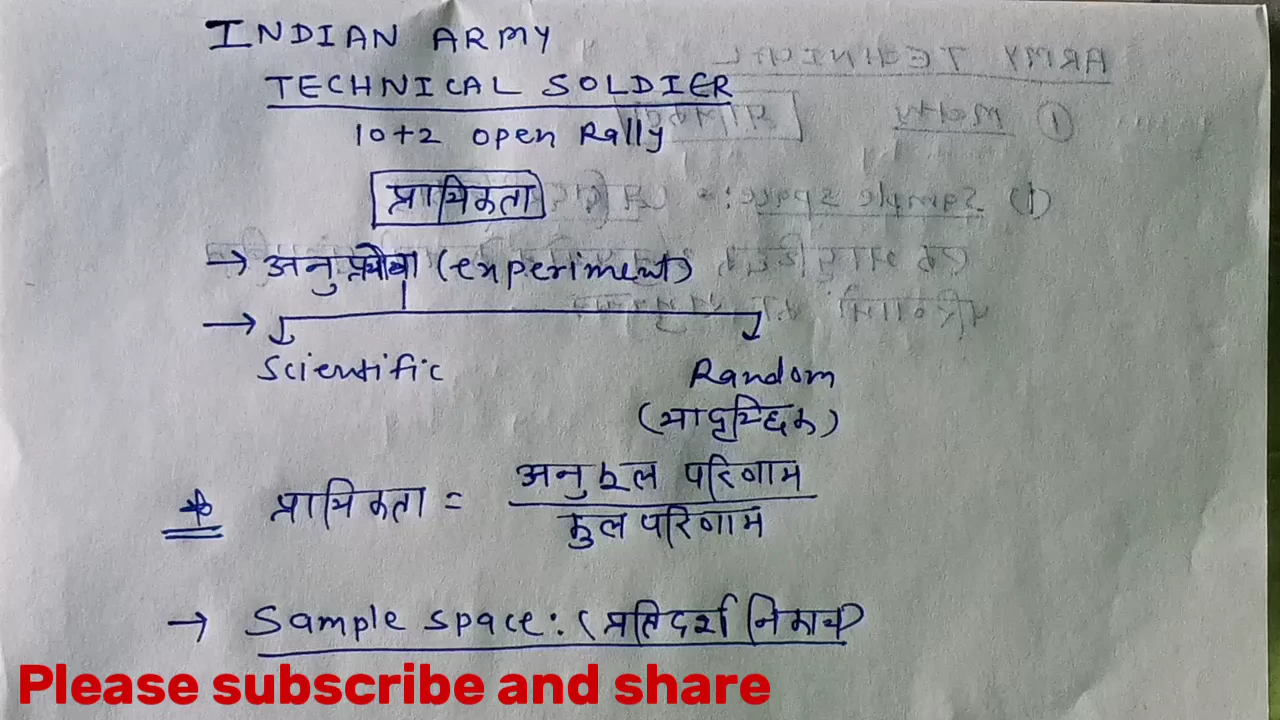 INDIAN ARMY
TECHNICAL SOLDIER
10+2 open Rally
प्रायिकता
→ अनुप्रयोग (experiment)
→
Scientific
Random
(यादृच्छिक)
* प्रायिकता = अनुकूल परिणाम
कुल परिणाम
→ Sample space: (प्रतिदर्श निकाय)
Please subscribe and share